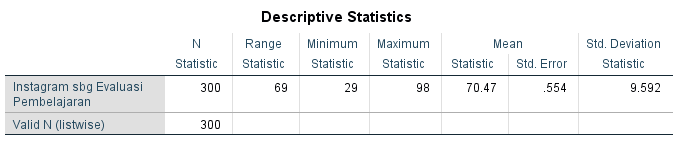 Descriptive Statistics
N Range Minimum Maximum Mean Std. Deviation
Statistic Statistic Statistic Statistic Statistic Std. Error Statistic
Instagram sbg Evaluasi 300 69 29 98 70.47 .554 9.592
Pembelajaran
Valid N (listwise) 300